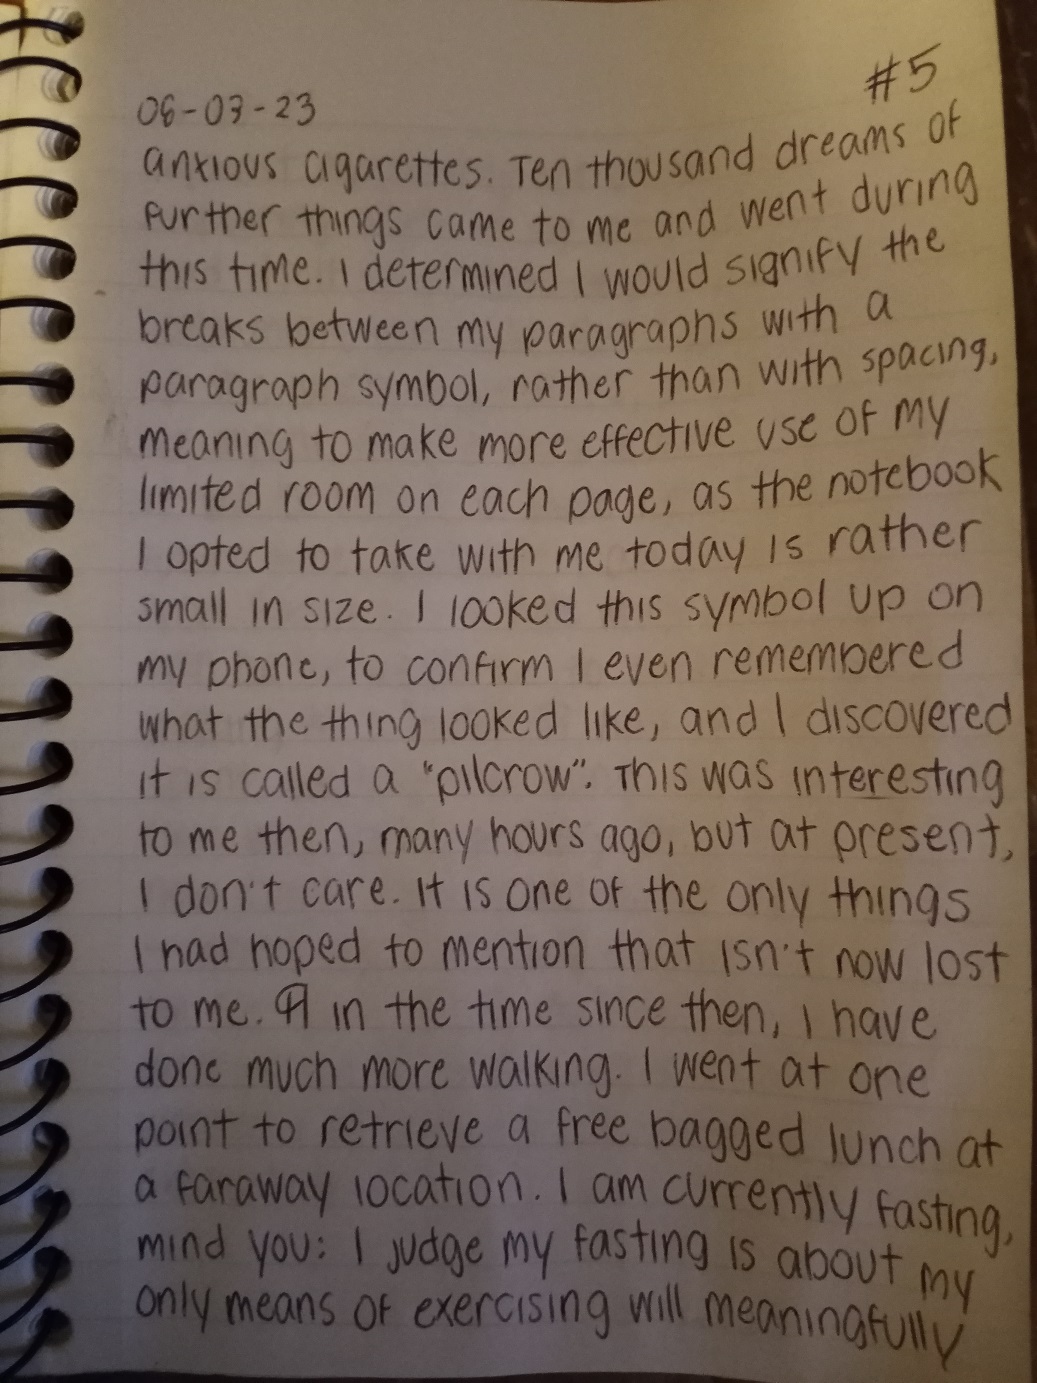 #5
06-03-23
anxious cigarettes. Ten thousand dreams of
further things came to me and went during
this time. I determined I would signify the
breaks between my paragraphs with a
paragraph symbol, rather than with spacing,
meaning to make more effective use of my
limited room on each page, as the notebook
I opted to take with me today is rather
small in size. I looked this symbol up on
my phone, to confirm I even remembered
what the thing looked like, and I discovered
it is called a "pilcrow". This was interesting
to me then, many hours ago, but at present,
I don't care. It is one of the only things
I had hoped to mention that isn't now lost
to me. ¶ in the time since then, I have
done much more walking. I went at one
point to retrieve a free bagged lunch at
a faraway location. I am currently fasting,
mind you: I judge my fasting is about my
only means of exercising will meaningfully